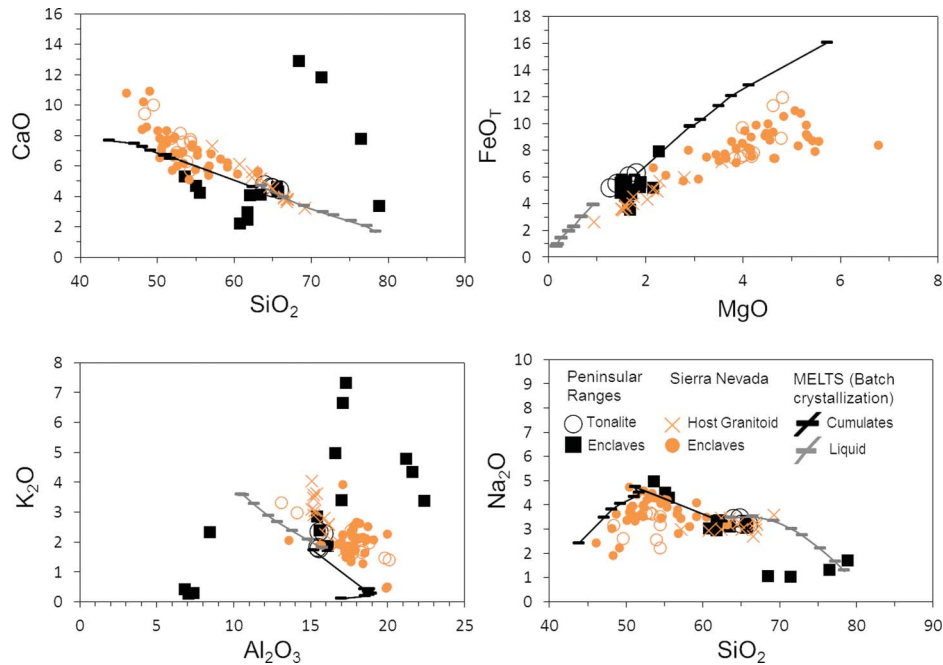 16
14
12
10
8
6
4
2
0
CaO
40 50 60 70 80 90
SiO2
18
16
14
12
10
8
6
4
2
0
FeOT
0 2 4 6 8
MgO
8
7
6
5
4
3
2
1
0
K2O
0 5 10 15 20 25
Al2O3
10
9
8
7
6
5
4
3
2
1
0
Na2O
40 50 60 70 80 90
SiO2
Peninsular Sierra Nevada MELTS (Batch
Ranges crystallization)
Tonalite Host Granitoid Cumulates
Enclaves Enclaves Liquid